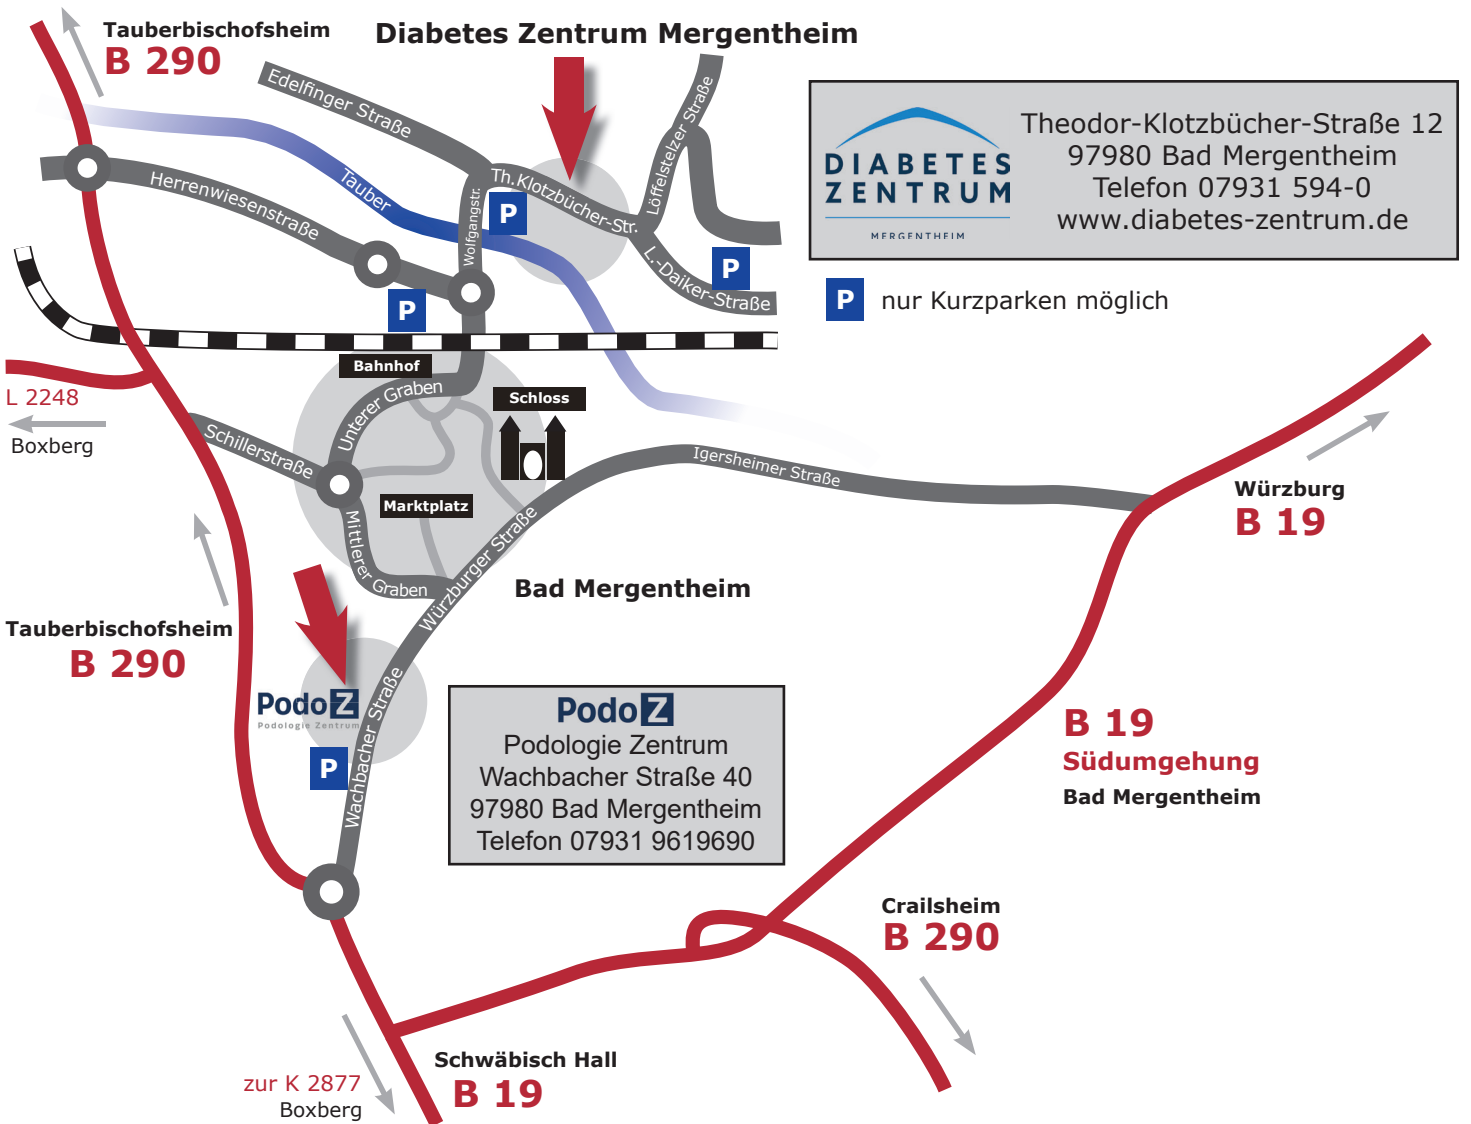 Tauberbischofsheim
B 290
Diabetes Zentrum Mergentheim
Edelfinger Straße
Löffelstelzer Straße
DIABETES
ZENTRUM
MERGENTHEIM
Theodor-Klotzbücher-Straße 12
97980 Bad Mergentheim
Telefon 07931 594-0
www.diabetes-zentrum.de
Herrenwiesenstraße
Tauber
Wolfgangstr.
P
Th.Klotzbücher-Str.
L.-Daiker-Straße
P
P
P nur Kurzparken möglich
Bahnhof
L 2248
Boxberg
Unterer Graben
Schloss
Schillerstraße
Igersheimer Straße
Marktplatz
Mittlerer Graben
Würzburger Straße
Würzburg
B 19
Bad Mergentheim
Tauberbischofsheim
B 290
PodoZ
Podologie Zentrum
P
Wachbacher Straße
PodoZ
Podologie Zentrum
Wachbacher Straße 40
97980 Bad Mergentheim
Telefon 07931 9619690
B 19
Südumgehung
Bad Mergentheim
Crailsheim
B 290
Schwäbisch Hall
B 19
zur K 2877
Boxberg